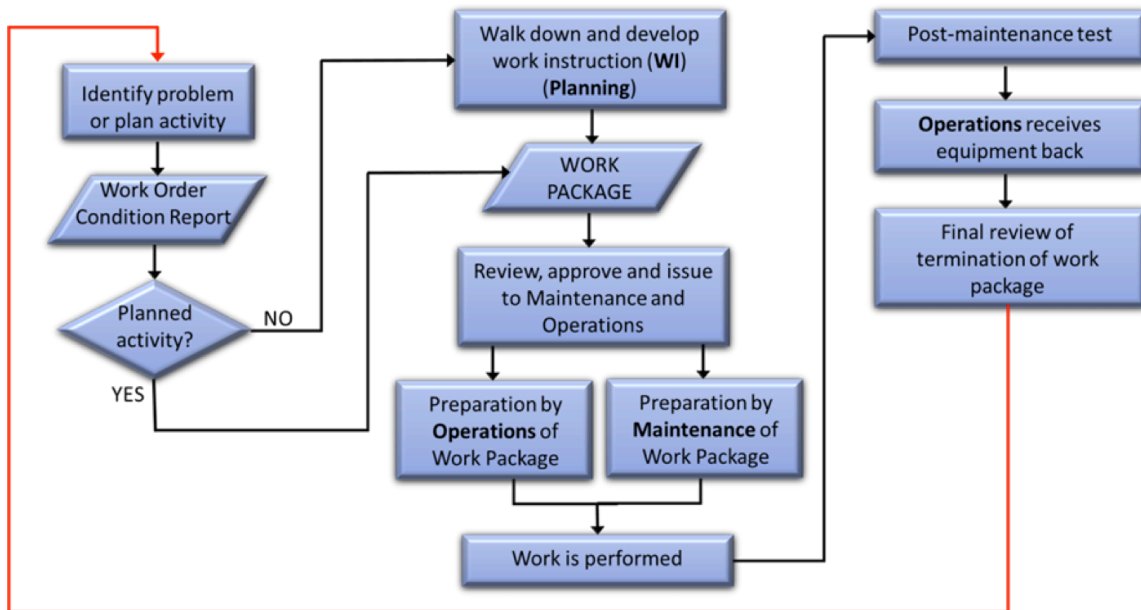 Identify problem
or plan activity
Work Order
Condition Report
Planned
activity?
NO
YES
Walk down and develop
work instruction (WI)
(Planning)
WORK
PACKAGE
Review, approve and issue
to Maintenance and
Operations
Preparation by
Operations of
Work Package
Preparation by
Maintenance of
Work Package
Work is performed
Post-maintenance test
Operations receives
equipment back
Final review of
termination of work
package